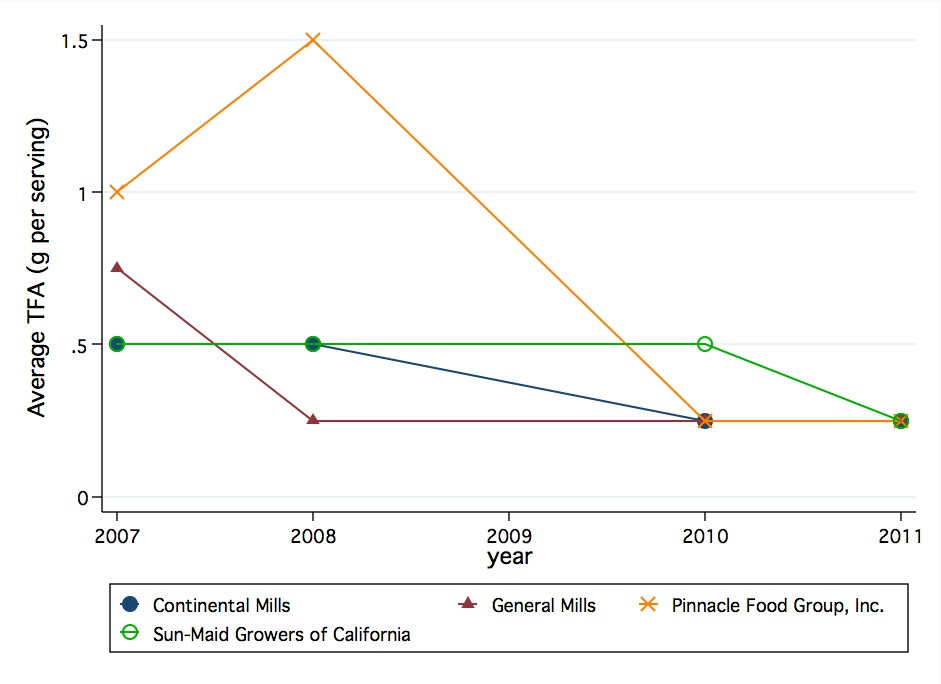 Average TFA (g per serving)
1.5
1
.5
0
2007 2008 2009 2010 2011
year
Continental Mills General Mills Pinnacle Food Group, Inc.
Sun-Maid Growers of California